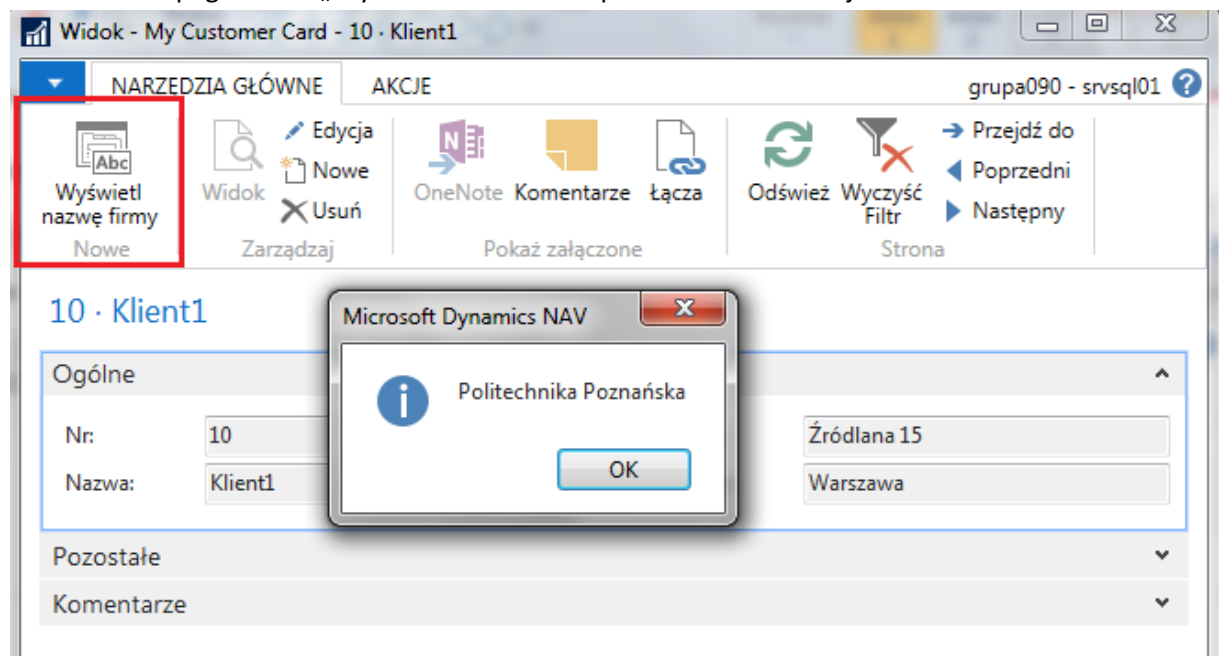 Widok - My Customer Card - 10 · Klient1
NARZĘDZIA GŁÓWNE AKCJE grupa090 - srvsql01 ?
Abc
Wyświetl nazwę firmy
Nowe
Widok
Edycja
Nowe
Usuń
Zarządzaj
N
OneNote Komentarze Łącza
Pokaż załączone
Odśwież Wyczyść Filtr
Przejdź do
Poprzedni
Następny
Strona
10 · Klient1
Microsoft Dynamics NAV
Politechnika Poznańska
OK
Ogólne
Nr: 10 Źródlana 15
Nazwa: Klient1 Warszawa
Pozostałe
Komentarze